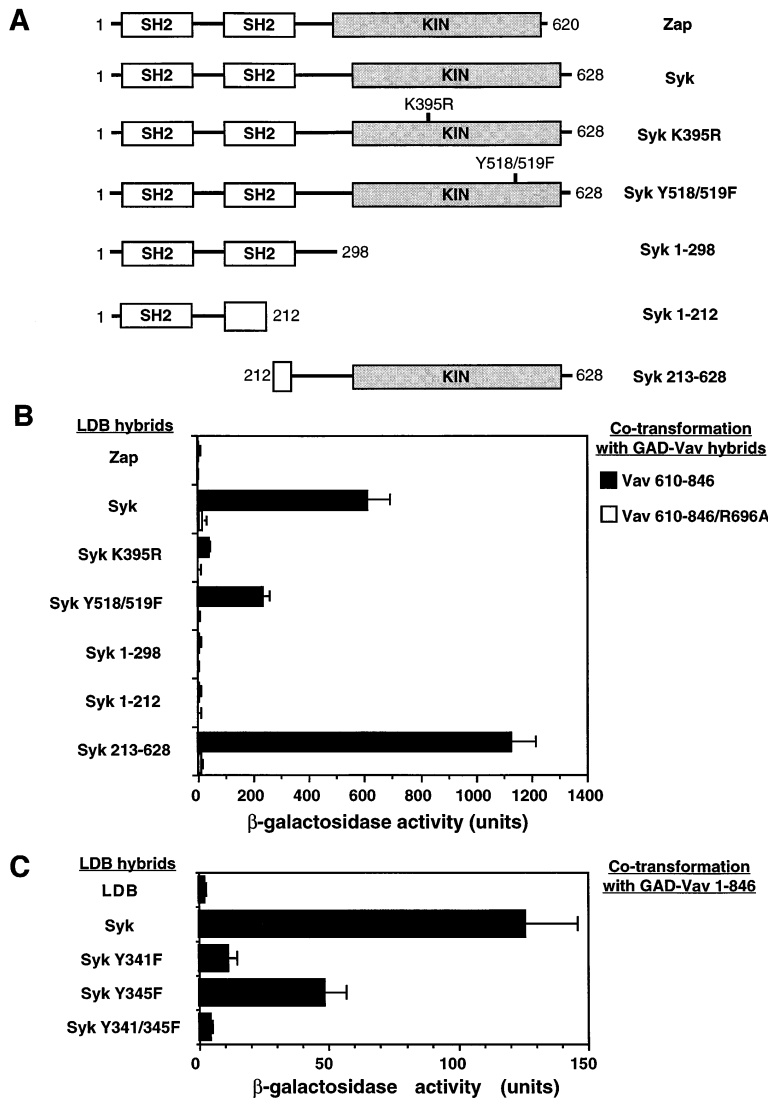 A
1 SH2 SH2 KIN 620 Zap
1 SH2 SH2 KIN 628 Syk
K395R
1 SH2 SH2 KIN 628 Syk K395R
Y518/519F
1 SH2 SH2 KIN 628 Syk Y518/519F
1 SH2 SH2 298 Syk 1-298
1 SH2 212 Syk 1-212
212 KIN 628 Syk 213-628
B
LDB hybrids
Co-transformation
with GAD-Vav hybrids
Zap
Vav 610-846
Syk
Vav 610-846/R696A
Syk K395R
Syk Y518/519F
Syk 1-298
Syk 1-212
Syk 213-628
0 200 400 600 800 1000 1200 1400
β-galactosidase activity (units)
C
LDB hybrids
Co-transformation
with GAD-Vav 1-846
LDB
Syk
Syk Y341F
Syk Y345F
Syk Y341/345F
0 50 100 150
β-galactosidase activity (units)